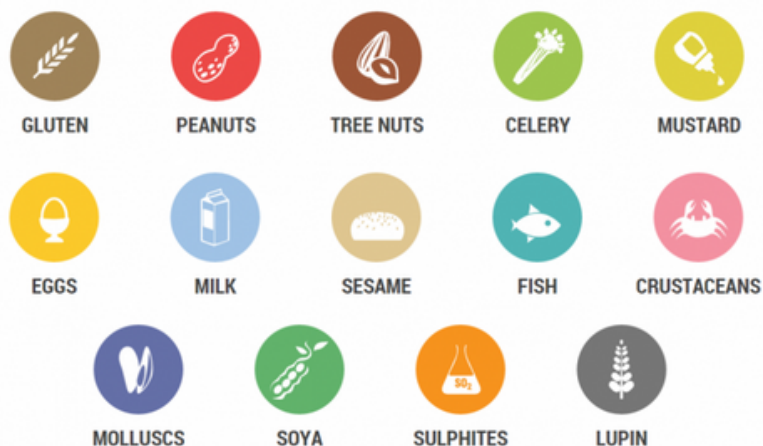 GLUTEN PEANUTS TREE NUTS CELERY MUSTARD
EGGS MILK SESAME FISH CRUSTACEANS
SO₂
MOLLUSCS SOYA SULPHITES LUPIN